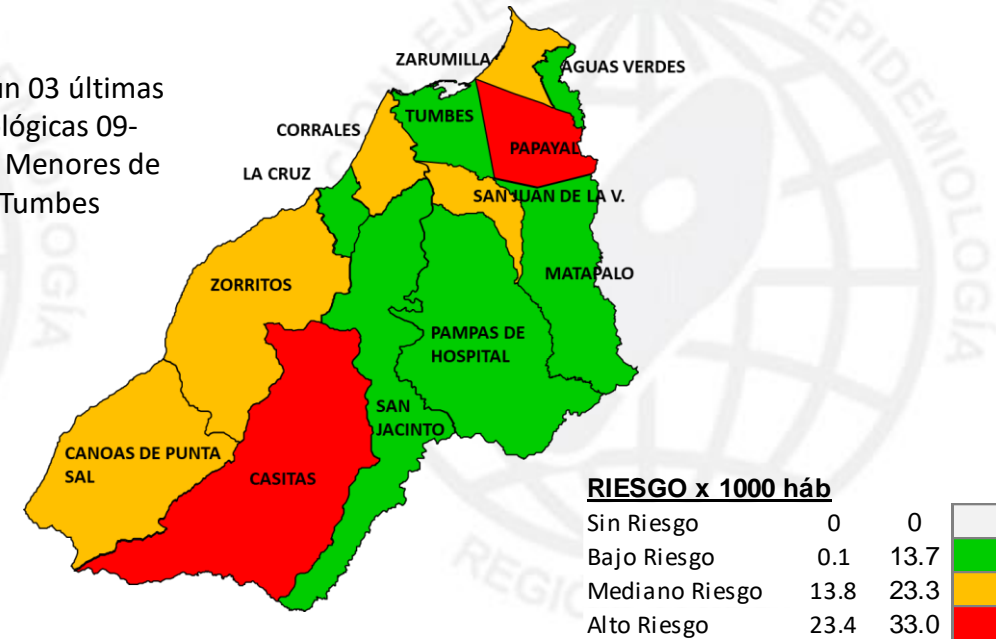 ún 03 últimas
lógicas 09-
Menores de
Tumbes
ZARUMILLA
AGUAS VERDES
TUMBES
CORRALES
PAPAYAL
LA CRUZ
SAN JUAN DE LA V.
MATAPALO
ZORRITOS
PAMPAS DE
HOSPITAL
SAN
JACINTO
CANOAS DE PUNTA
SAL
CASITAS
RIESGO x 1000 háb
Sin Riesgo 0 0
Bajo Riesgo 0.1 13.7
Mediano Riesgo 13.8 23.3
Alto Riesgo 23.4 33.0